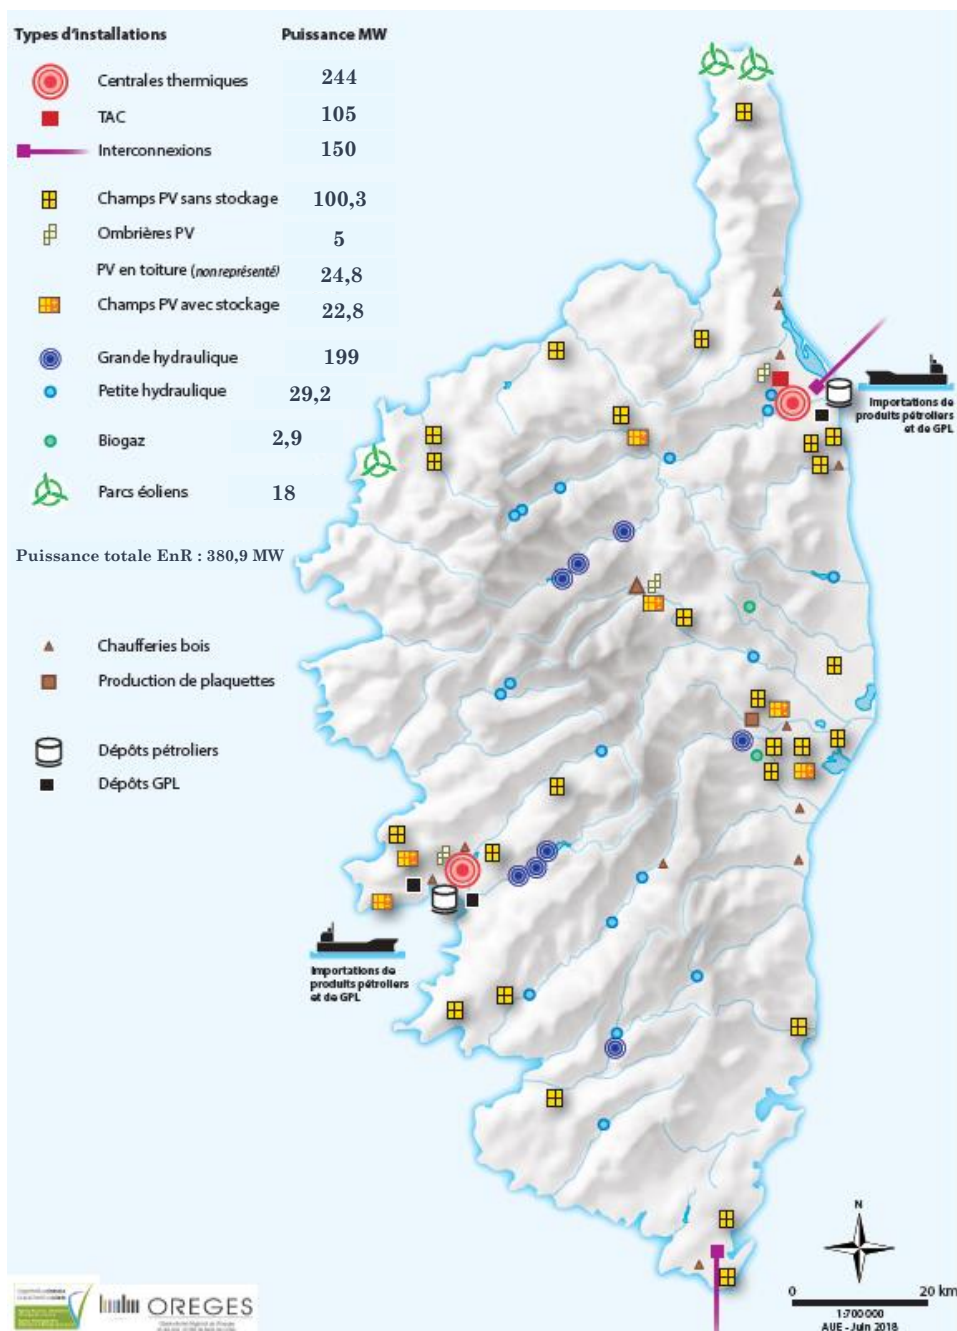 Types d'installations Puissance MW
Centrales thermiques 244
TAC 105
Interconnexions 150
Champs PV sans stockage 100,3
Ombrières PV 5
PV en toiture (non représenté) 24,8
Champs PV avec stockage 22,8
Grande hydraulique 199
Petite hydraulique 29,2
Biogaz 2,9
Parcs éoliens 18
Puissance totale EnR : 380,9 MW
Chaufferies bois
Production de plaquettes
Dépôts pétroliers
Dépôts GPL
Importations de
produits pétroliers
et de GPL
Importations de
produits pétroliers
et de GPL
N
0 20 km
1:700 000
AUE - Juin 2018
OREGES